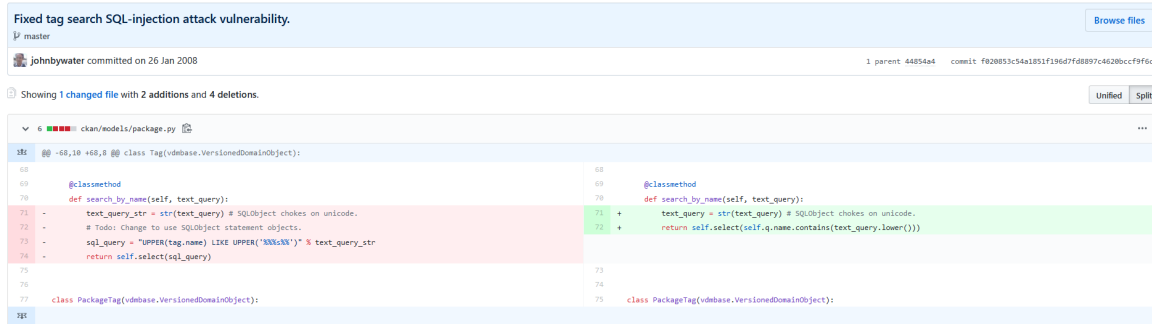 Fixed tag search SQL-injection attack vulnerability.
Browse files
master
johnbywater committed on 26 Jan 2008
1 parent 44854a4 commit f020853c54a1851f196d7fd8897c4620bccf9f6c
Showing 1 changed file with 2 additions and 4 deletions.
Unified Split
6 ckan/models/package.py
@@ -68,10 +68,8 @@ class Tag(vdmbase.VersionedDomainObject):
68
69 @classmethod
70 def search_by_name(self, text_query):
71 - text_query_str = str(text_query) # SQLObject chokes on unicode.
72 - # Todo: Change to use SQLObject statement objects.
73 - sql_query = "UPPER(tag.name) LIKE UPPER('%%%s%%')" % text_query_str
74 - return self.select(sql_query)
75
76
77 class PackageTag(vdmbase.VersionedDomainObject):
68
69 @classmethod
70 def search_by_name(self, text_query):
71 + text_query = str(text_query) # SQLObject chokes on unicode.
72 + return self.select(self.q.name.contains(text_query.lower()))
73
74
75 class PackageTag(vdmbase.VersionedDomainObject):